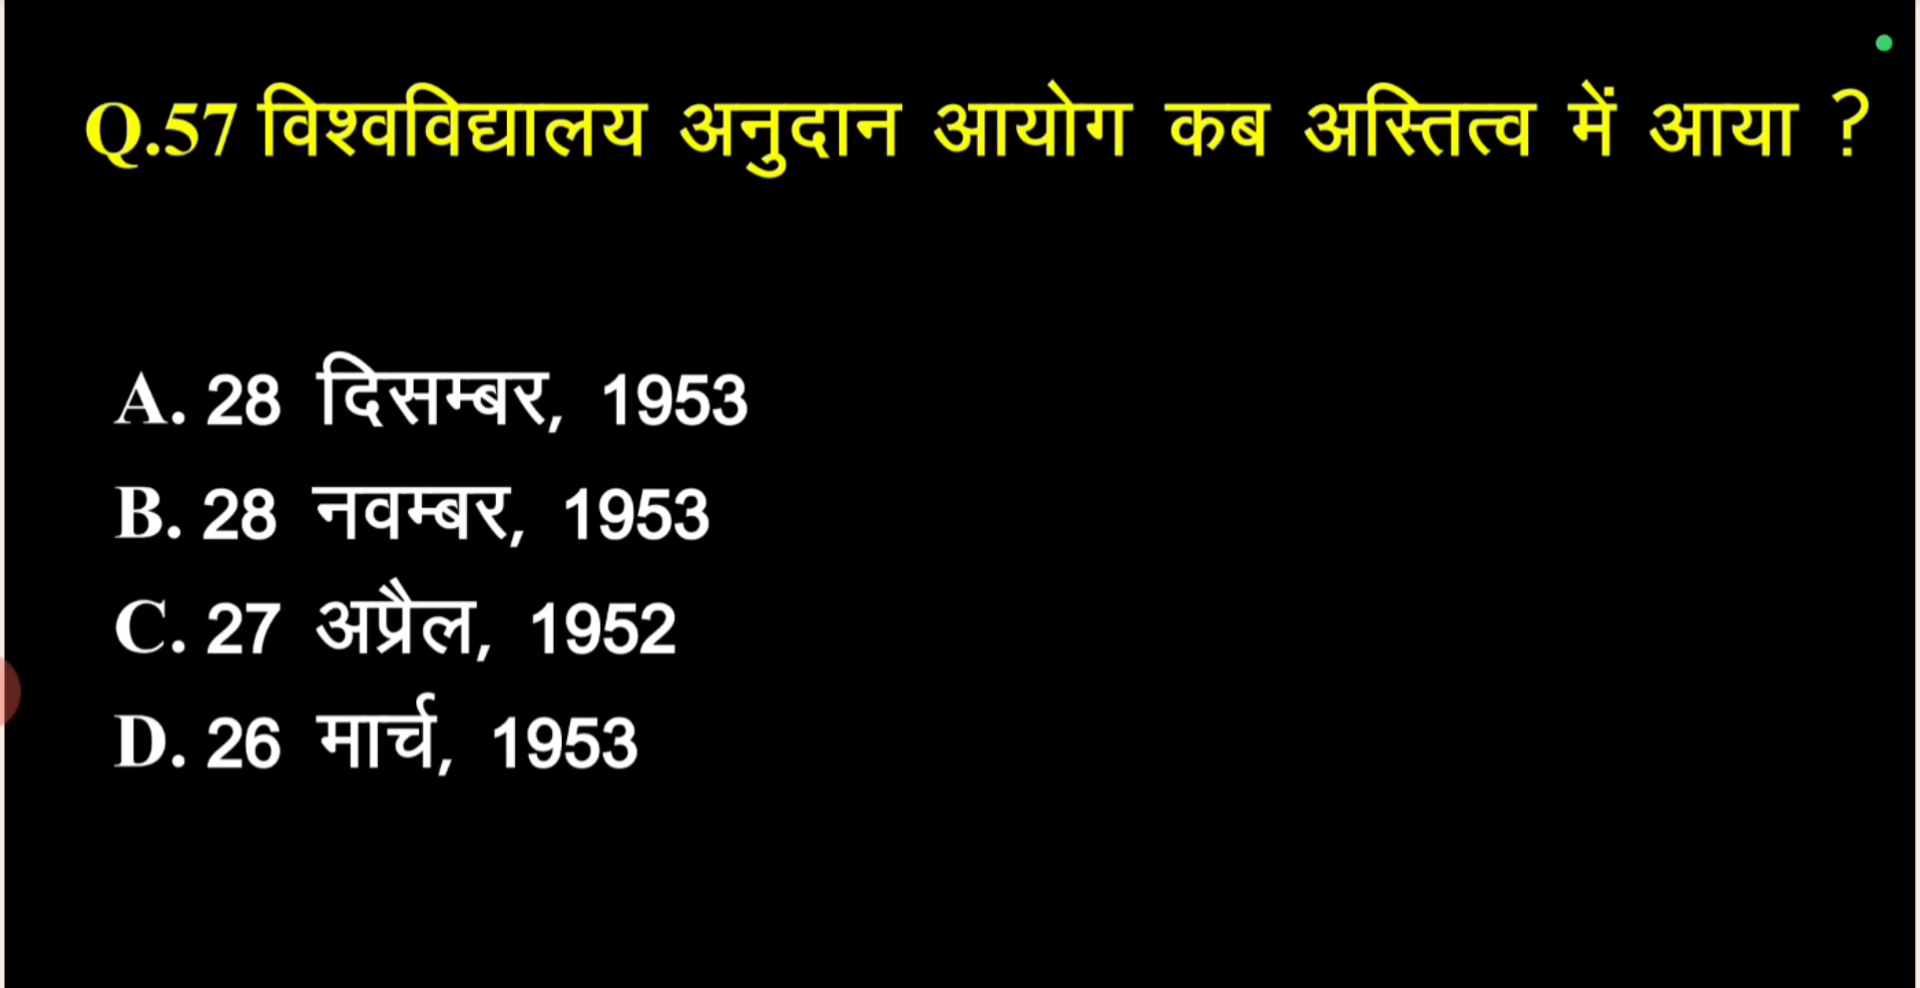 Q.57 विश्वविद्यालय अनुदान आयोग कब अस्तित्व में आया ?
A. 28 दिसम्बर, 1953
B. 28 नवम्बर, 1953
C. 27 अप्रैल, 1952
D. 26 मार्च, 1953